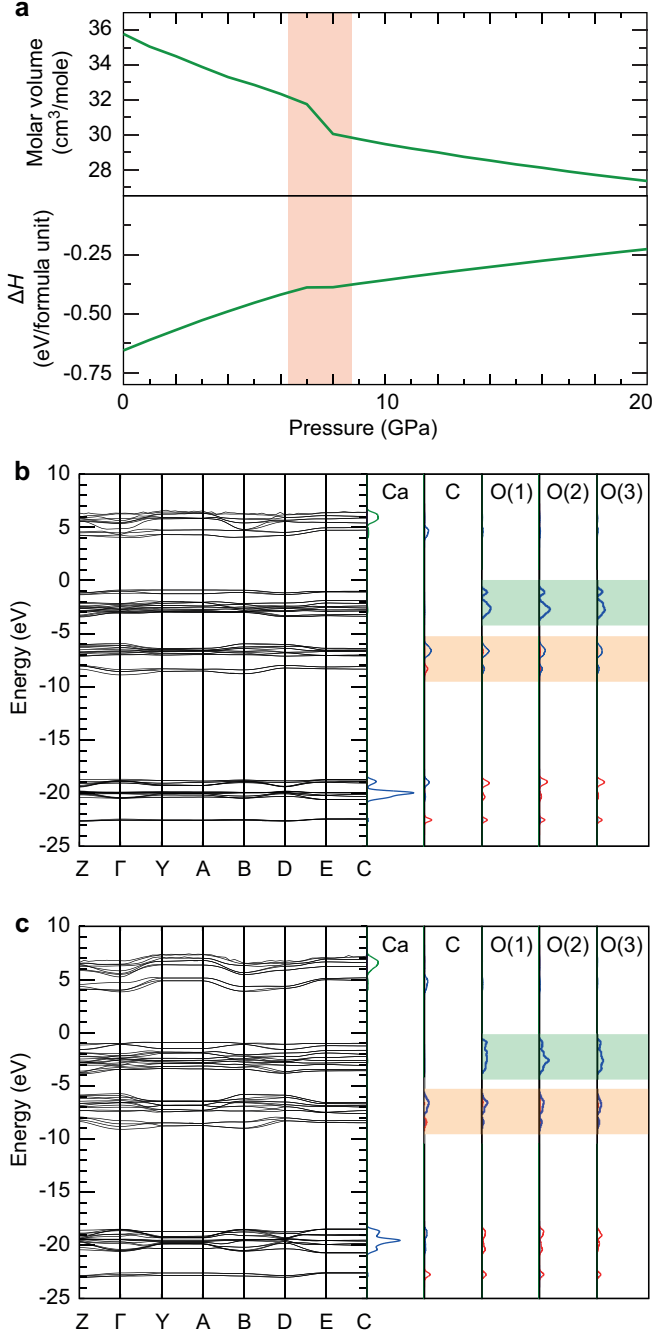 a
36
34
32
30
28
Molar volume
(cm³/mole)
-0.25
-0.50
-0.75
ΔH
(eV/formula unit)
0 5 10 15 20
Pressure (GPa)
b
10
5
0
-5
-10
-15
-20
-25
Energy (eV)
Ca C O(1) O(2) O(3)
Z Γ Y A B D E C
c
10
5
0
-5
-10
-15
-20
-25
Energy (eV)
Ca C O(1) O(2) O(3)
Z Γ Y A B D E C